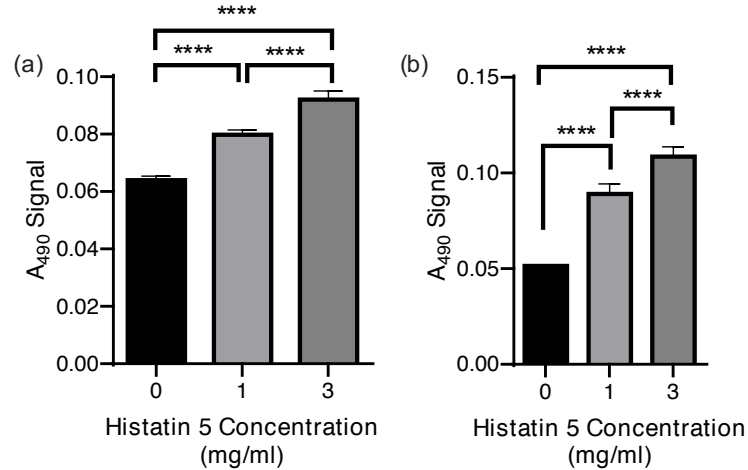 (a)
****
****
****
A490 Signal
0.10
0.08
0.06
0.04
0.02
0.00
0
1
3
Histatin 5 Concentration
(mg/ml)
(b)
****
****
****
A490 Signal
0.15
0.10
0.05
0.00
0
1
3
Histatin 5 Concentration
(mg/ml)